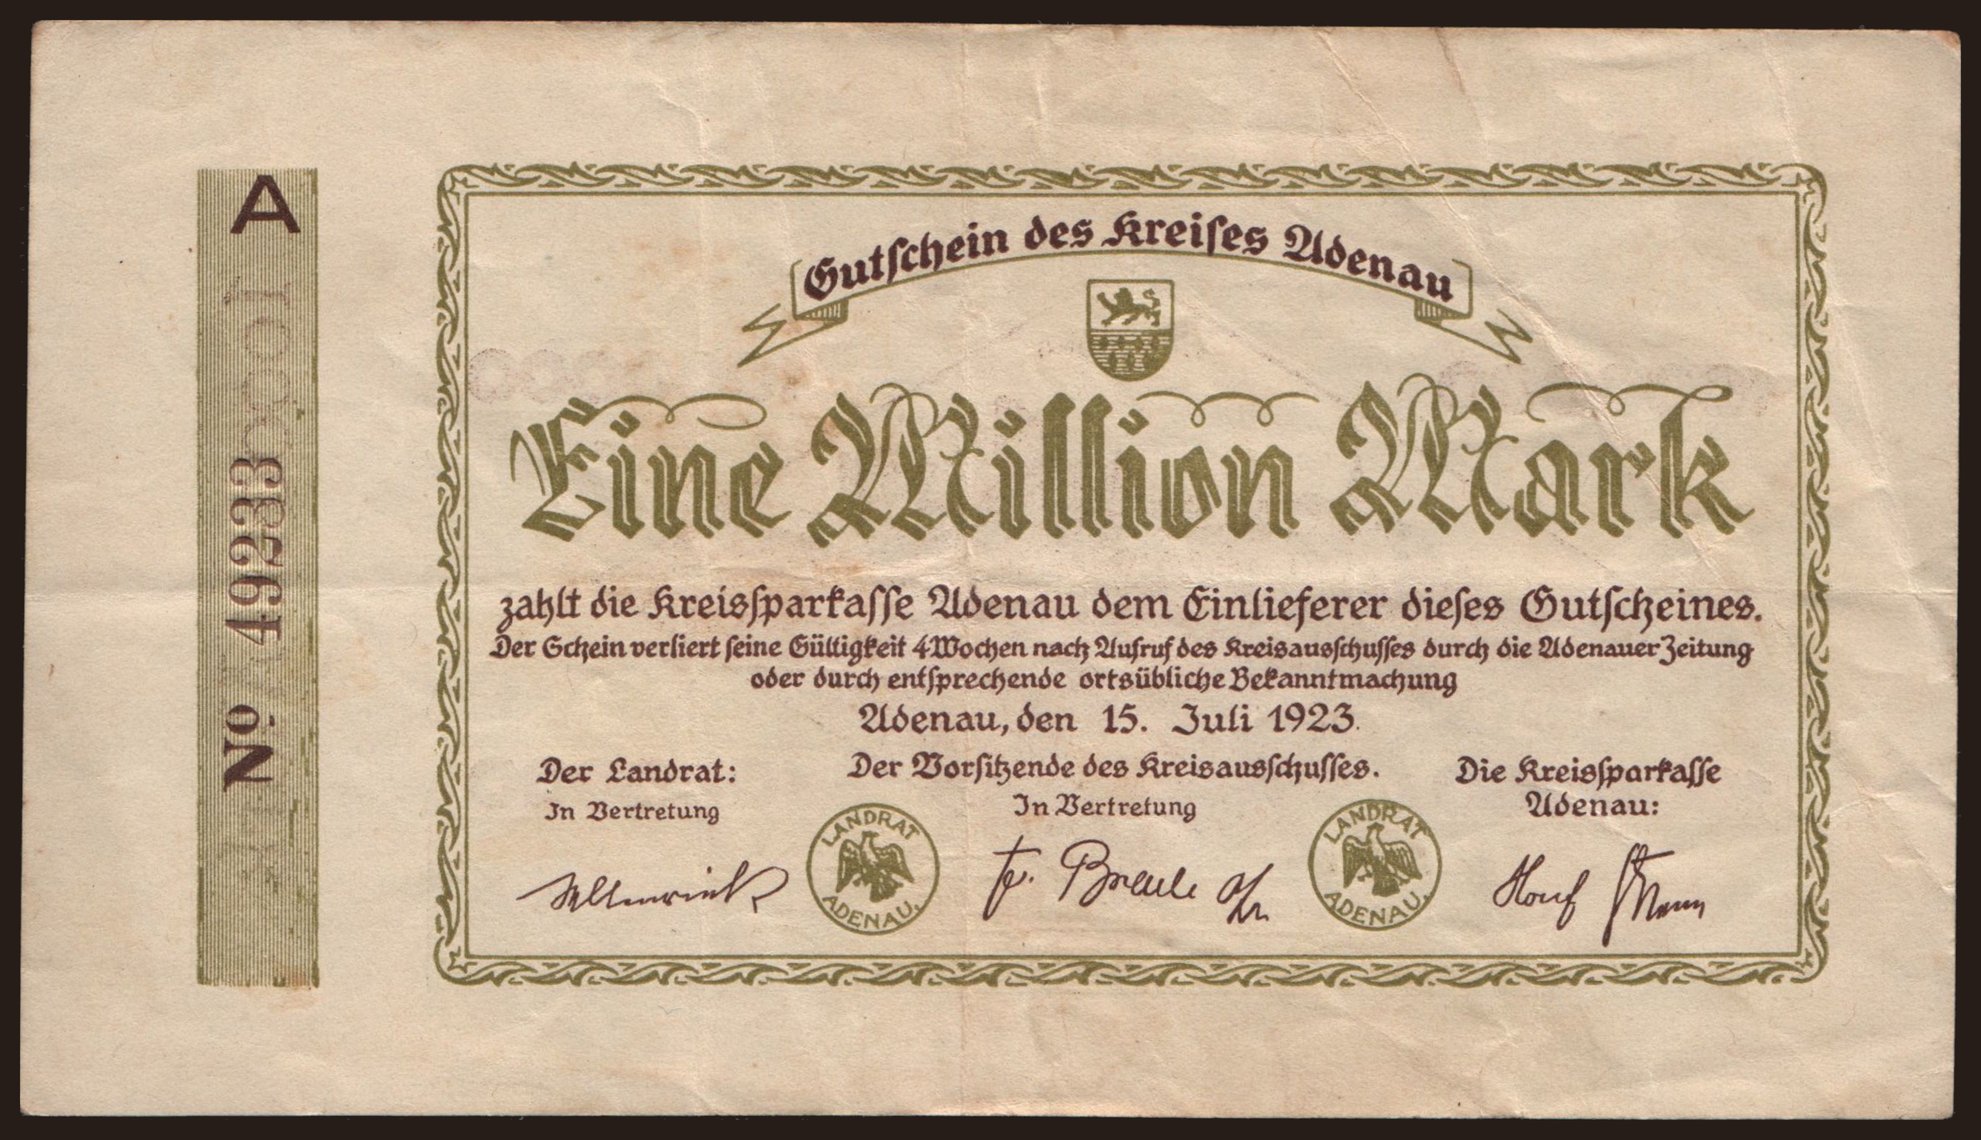 A
Nº 49233
Gutschein des Kreises Adenau
Eine Million Mark
zahlt die Kreissparkasse Adenau dem Einlieferer dieses Gutscheines.
Der Schein verliert seine Gültigkeit 4 Wochen nach Aufruf des Kreisausschusses durch die Adenauer Zeitung
oder durch entsprechende ortsübliche Bekanntmachung
Adenau, den 15. Juli 1923.
Der Landrat:
In Vertretung
Der Vorsitzende des Kreisausschusses.
In Vertretung
Die Kreissparkasse
Adenau:
LANDRAT
ADENAU.
LANDRAT
ADENAU.